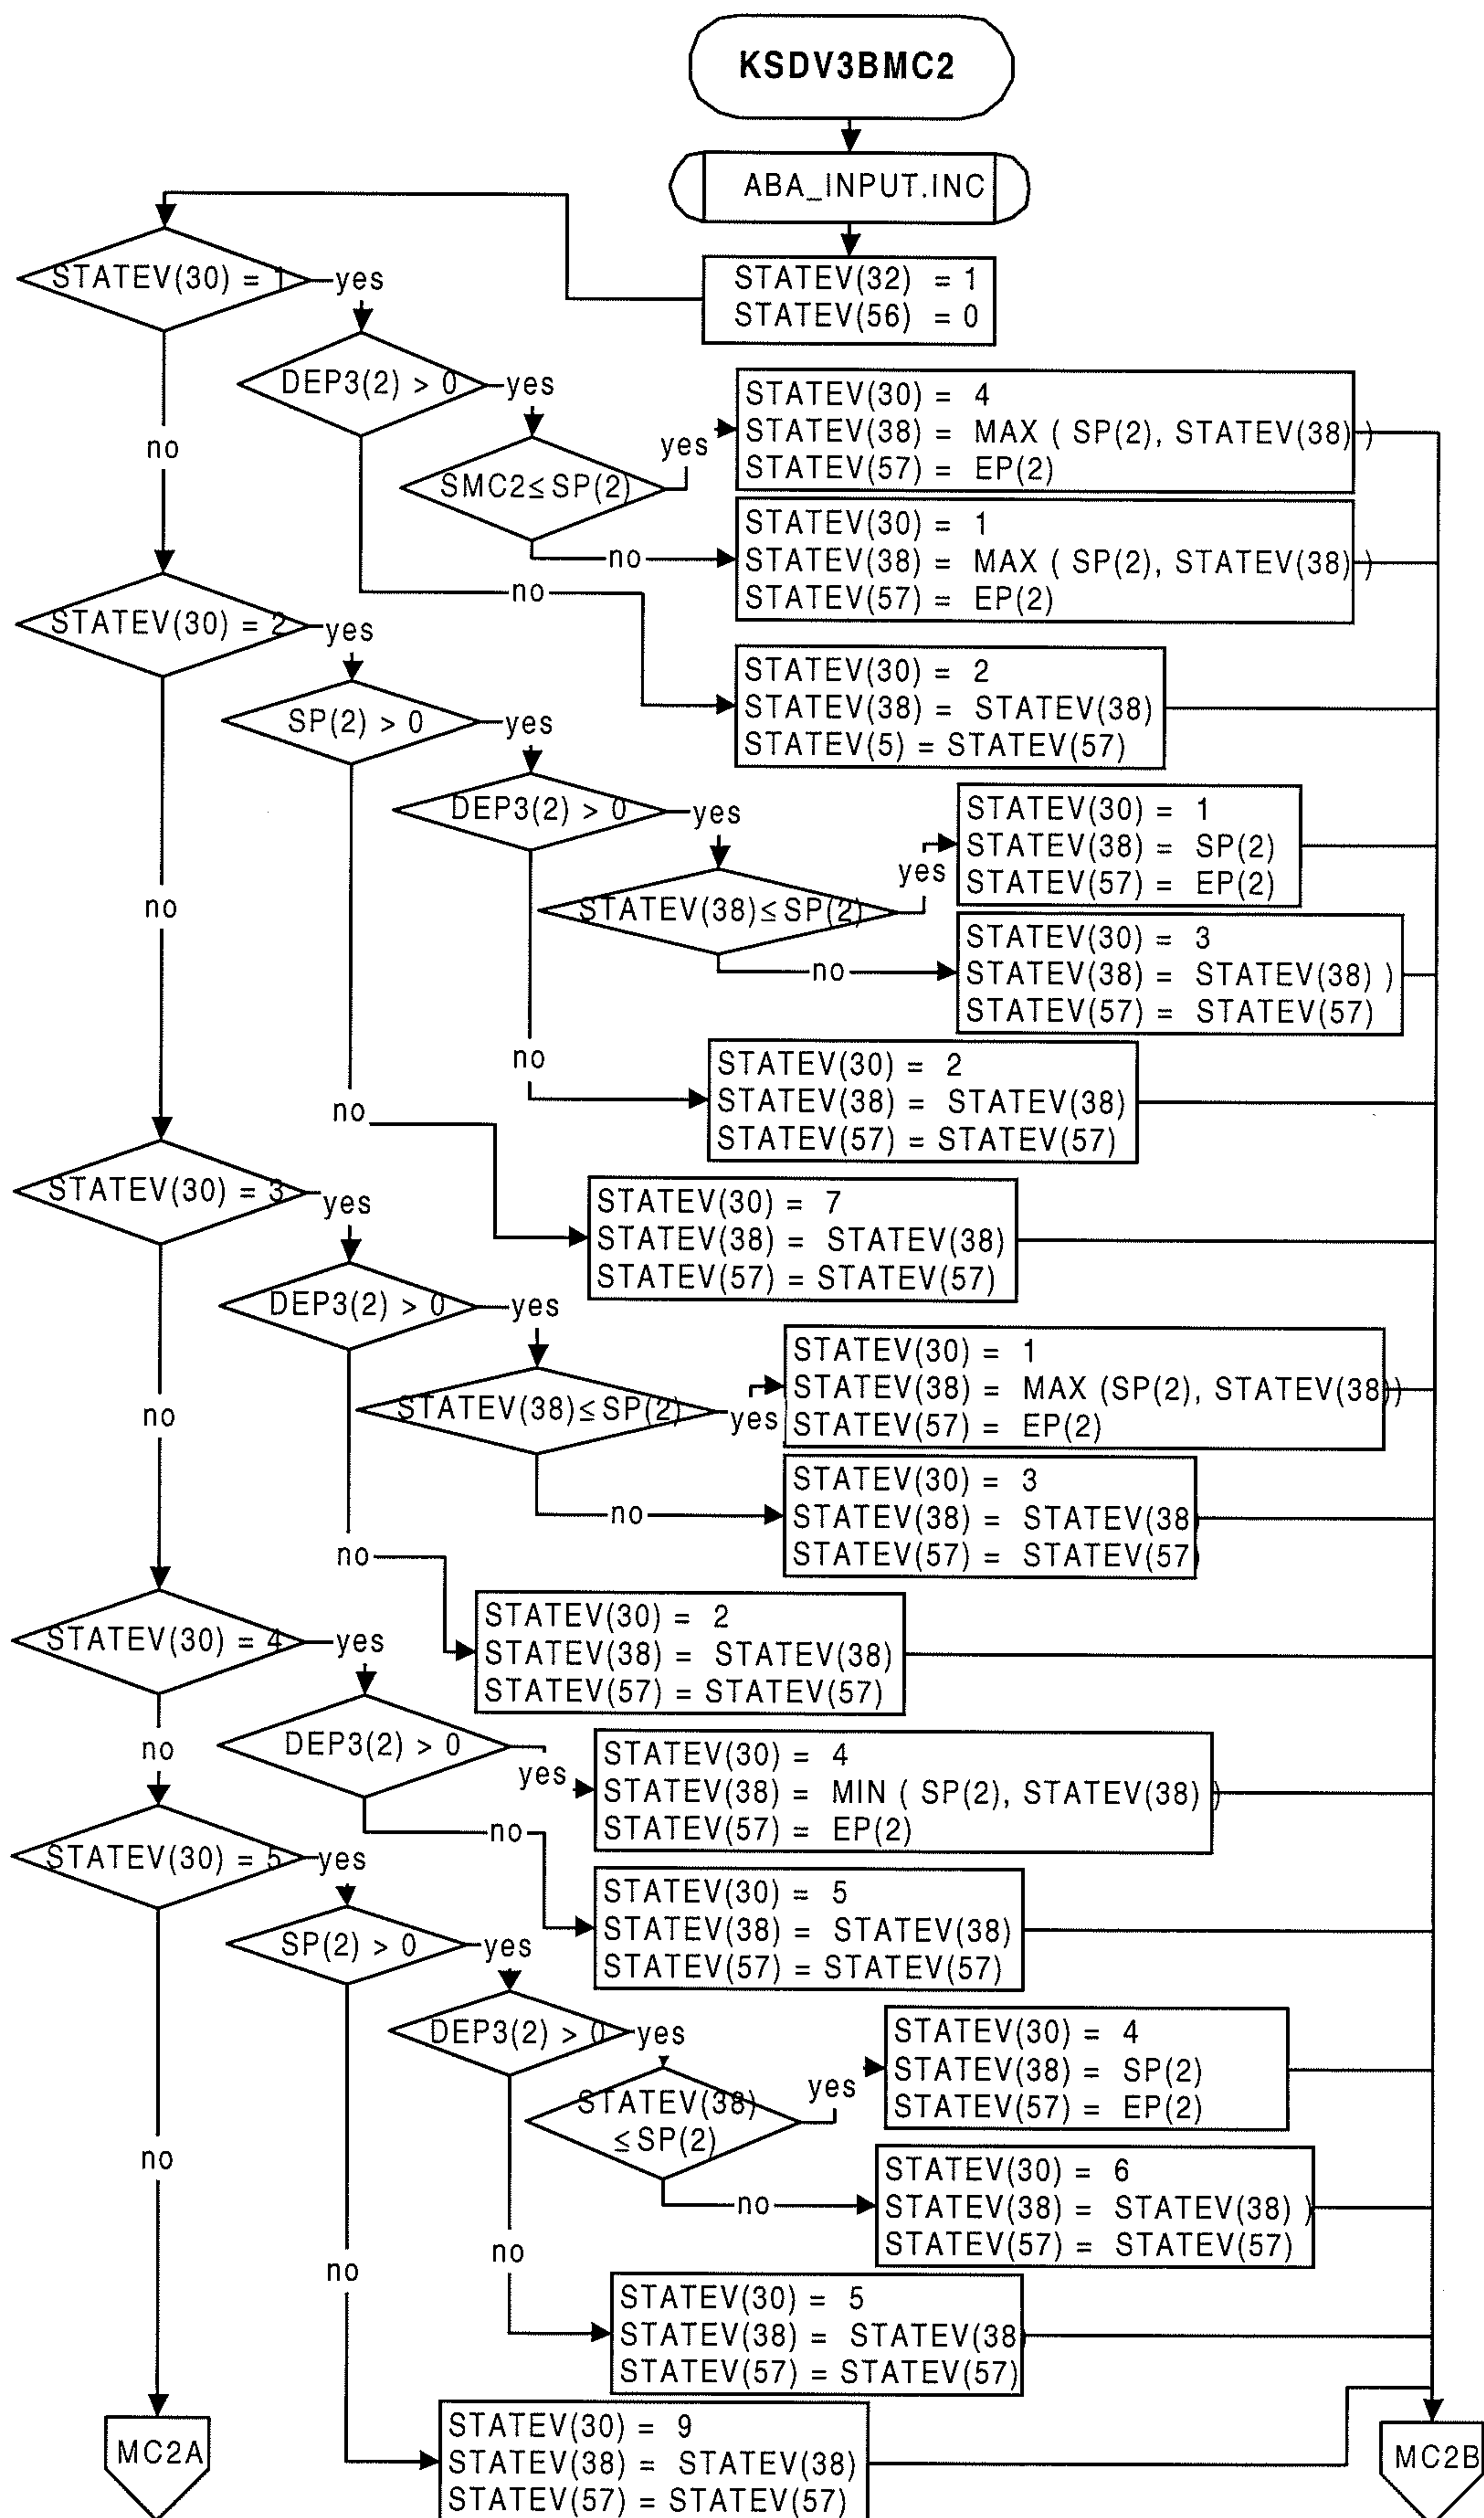 KSDV3BMC2
ABA_INPUT.INC
STATEV(32) = 1
STATEV(56) = 0
STATEV(30) = 1
yes
no
DEP3(2) > 0
yes
SMC2≤SP(2)
yes
STATEV(30) = 4
STATEV(38) = MAX ( SP(2), STATEV(38) )
STATEV(57) = EP(2)
no
STATEV(30) = 1
STATEV(38) = MAX ( SP(2), STATEV(38) )
STATEV(57) = EP(2)
no
STATEV(30) = 2
STATEV(38) = STATEV(38)
STATEV(5) = STATEV(57)
STATEV(30) = 2
yes
no
SP(2) > 0
yes
DEP3(2) > 0
yes
STATEV(38)≤SP(2)
yes
STATEV(30) = 1
STATEV(38) = SP(2)
STATEV(57) = EP(2)
no
STATEV(30) = 3
STATEV(38) = STATEV(38) )
STATEV(57) = STATEV(57)
no
STATEV(30) = 2
STATEV(38) = STATEV(38)
STATEV(57) = STATEV(57)
no
STATEV(30) = 7
STATEV(38) = STATEV(38)
STATEV(57) = STATEV(57)
STATEV(30) = 3
yes
no
DEP3(2) > 0
yes
STATEV(38)≤SP(2)
yes
STATEV(30) = 1
STATEV(38) = MAX (SP(2), STATEV(38))
STATEV(57) = EP(2)
no
STATEV(30) = 3
STATEV(38) = STATEV(38)
STATEV(57) = STATEV(57)
no
STATEV(30) = 2
STATEV(38) = STATEV(38)
STATEV(57) = STATEV(57)
STATEV(30) = 4
yes
no
DEP3(2) > 0
yes
STATEV(30) = 4
STATEV(38) = MIN ( SP(2), STATEV(38) )
STATEV(57) = EP(2)
no
STATEV(30) = 5
STATEV(38) = STATEV(38)
STATEV(57) = STATEV(57)
STATEV(30) = 5
yes
no
SP(2) > 0
yes
DEP3(2) > 0
yes
STATEV(38)
≤SP(2)
yes
STATEV(30) = 4
STATEV(38) = SP(2)
STATEV(57) = EP(2)
no
STATEV(30) = 6
STATEV(38) = STATEV(38) )
STATEV(57) = STATEV(57)
no
STATEV(30) = 5
STATEV(38) = STATEV(38)
STATEV(57) = STATEV(57)
no
STATEV(30) = 9
STATEV(38) = STATEV(38)
STATEV(57) = STATEV(57)
MC2A
MC2B